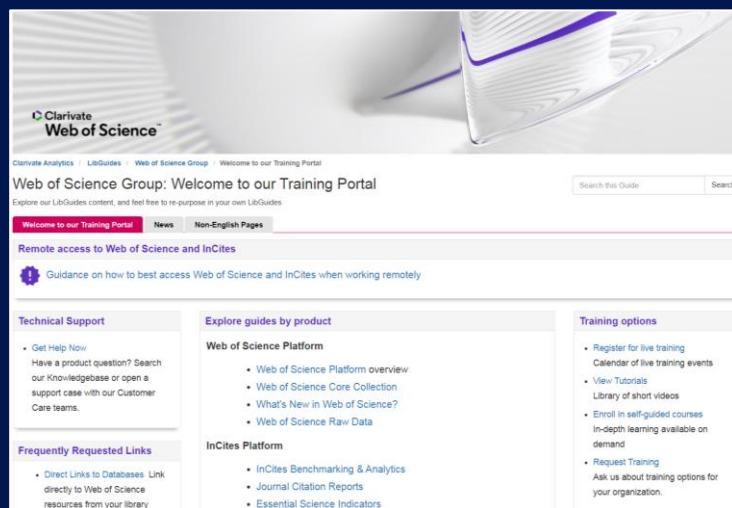 Clarivate
Web of Science™
Clarivate Analytics / LibGuides / Web of Science Group / Welcome to our Training Portal
Web of Science Group: Welcome to our Training Portal
Search this Guide
Search
Explore our LibGuides content, and feel free to re-purpose in your own LibGuides
Welcome to our Training Portal
News
Non-English Pages
Remote access to Web of Science and InCites
Guidance on how to best access Web of Science and InCites when working remotely
Technical Support
• Get Help Now
Have a product question? Search
our Knowledgebase or open a
support case with our Customer
Care teams.
Frequently Requested Links
• Direct Links to Databases Link
directly to Web of Science
resources from your library
Explore guides by product
Web of Science Platform
• Web of Science Platform overview
• Web of Science Core Collection
• What's New in Web of Science?
• Web of Science Raw Data
InCites Platform
• InCites Benchmarking & Analytics
• Journal Citation Reports
• Essential Science Indicators
Training options
• Register for live training
Calendar of live training events
• View Tutorials
Library of short videos
• Enroll in self-guided courses
In-depth learning available on
demand
• Request Training
Ask us about training options for
your organization.